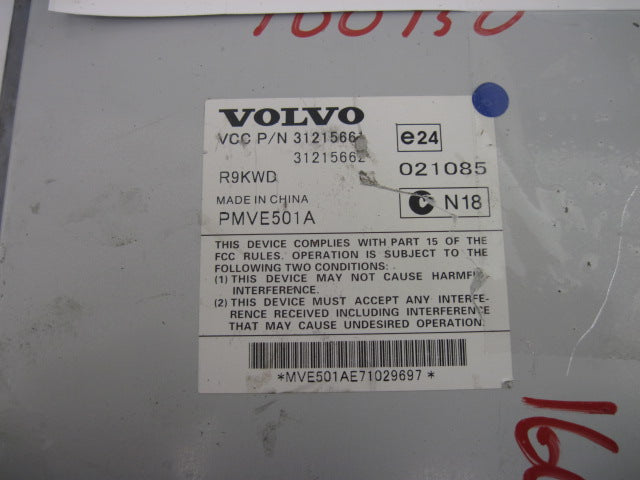 VOLVO
VCC P/N 31215661
31215662
e24
R9KWD
021085
MADE IN CHINA
PMVE501A
N18
THIS DEVICE COMPLIES WITH PART 15 OF THE
FCC RULES. OPERATION IS SUBJECT TO THE
FOLLOWING TWO CONDITIONS:
(1) THIS DEVICE MAY NOT CAUSE HARMFUL
INTERFERENCE.
(2) THIS DEVICE MUST ACCEPT ANY INTERFE-
RENCE RECEIVED INCLUDING INTERFERENCE
THAT MAY CAUSE UNDESIRED OPERATION.
*MVE501AE71029697*